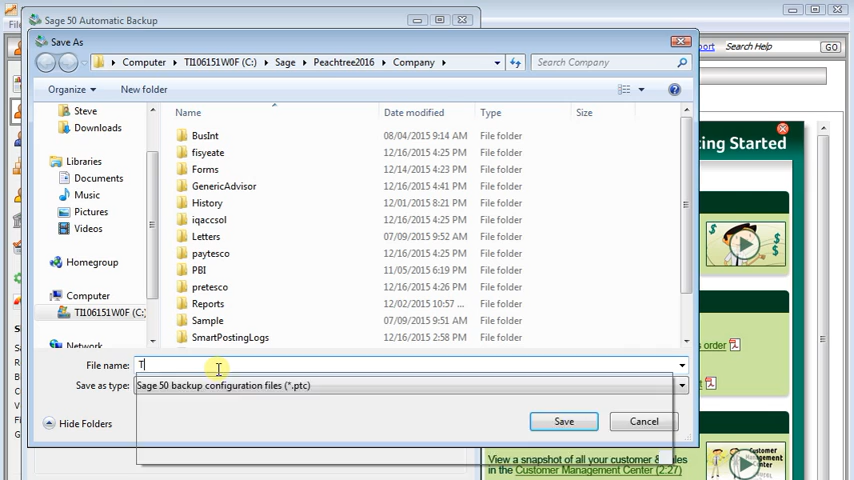 Sage 50 Automatic Backup
File
Save As
Computer TI106151W0F (C:) Sage Peachtree2016 Company
Search Company
port Search Help GO
Organize New folder
Name Date modified Type Size
Steve
Downloads
Libraries
Documents
Music
Pictures
Videos
Homegroup
Computer
TI106151W0F (C:)
Network
BusInt 08/04/2015 9:14 AM File folder
fisyeate 12/16/2015 4:25 PM File folder
Forms 12/14/2015 4:23 PM File folder
GenericAdvisor 12/16/2015 4:41 PM File folder
History 12/01/2015 8:21 PM File folder
iqaccsol 12/16/2015 4:25 PM File folder
Letters 07/09/2015 9:52 AM File folder
paytesco 12/16/2015 4:25 PM File folder
PBI 11/05/2015 6:19 PM File folder
pretesco 12/16/2015 4:26 PM File folder
Reports 12/02/2015 10:57 ... File folder
Sample 07/09/2015 9:51 AM File folder
SmartPostingLogs 12/16/2015 2:58 PM File folder
File name: T
Save as type: Sage 50 backup configuration files (*.ptc)
Hide Folders
Save Cancel
ting Started
s order
View a snapshot of all your customer & sales
in the Customer Management Center (2:27)
Customer
Management
Center